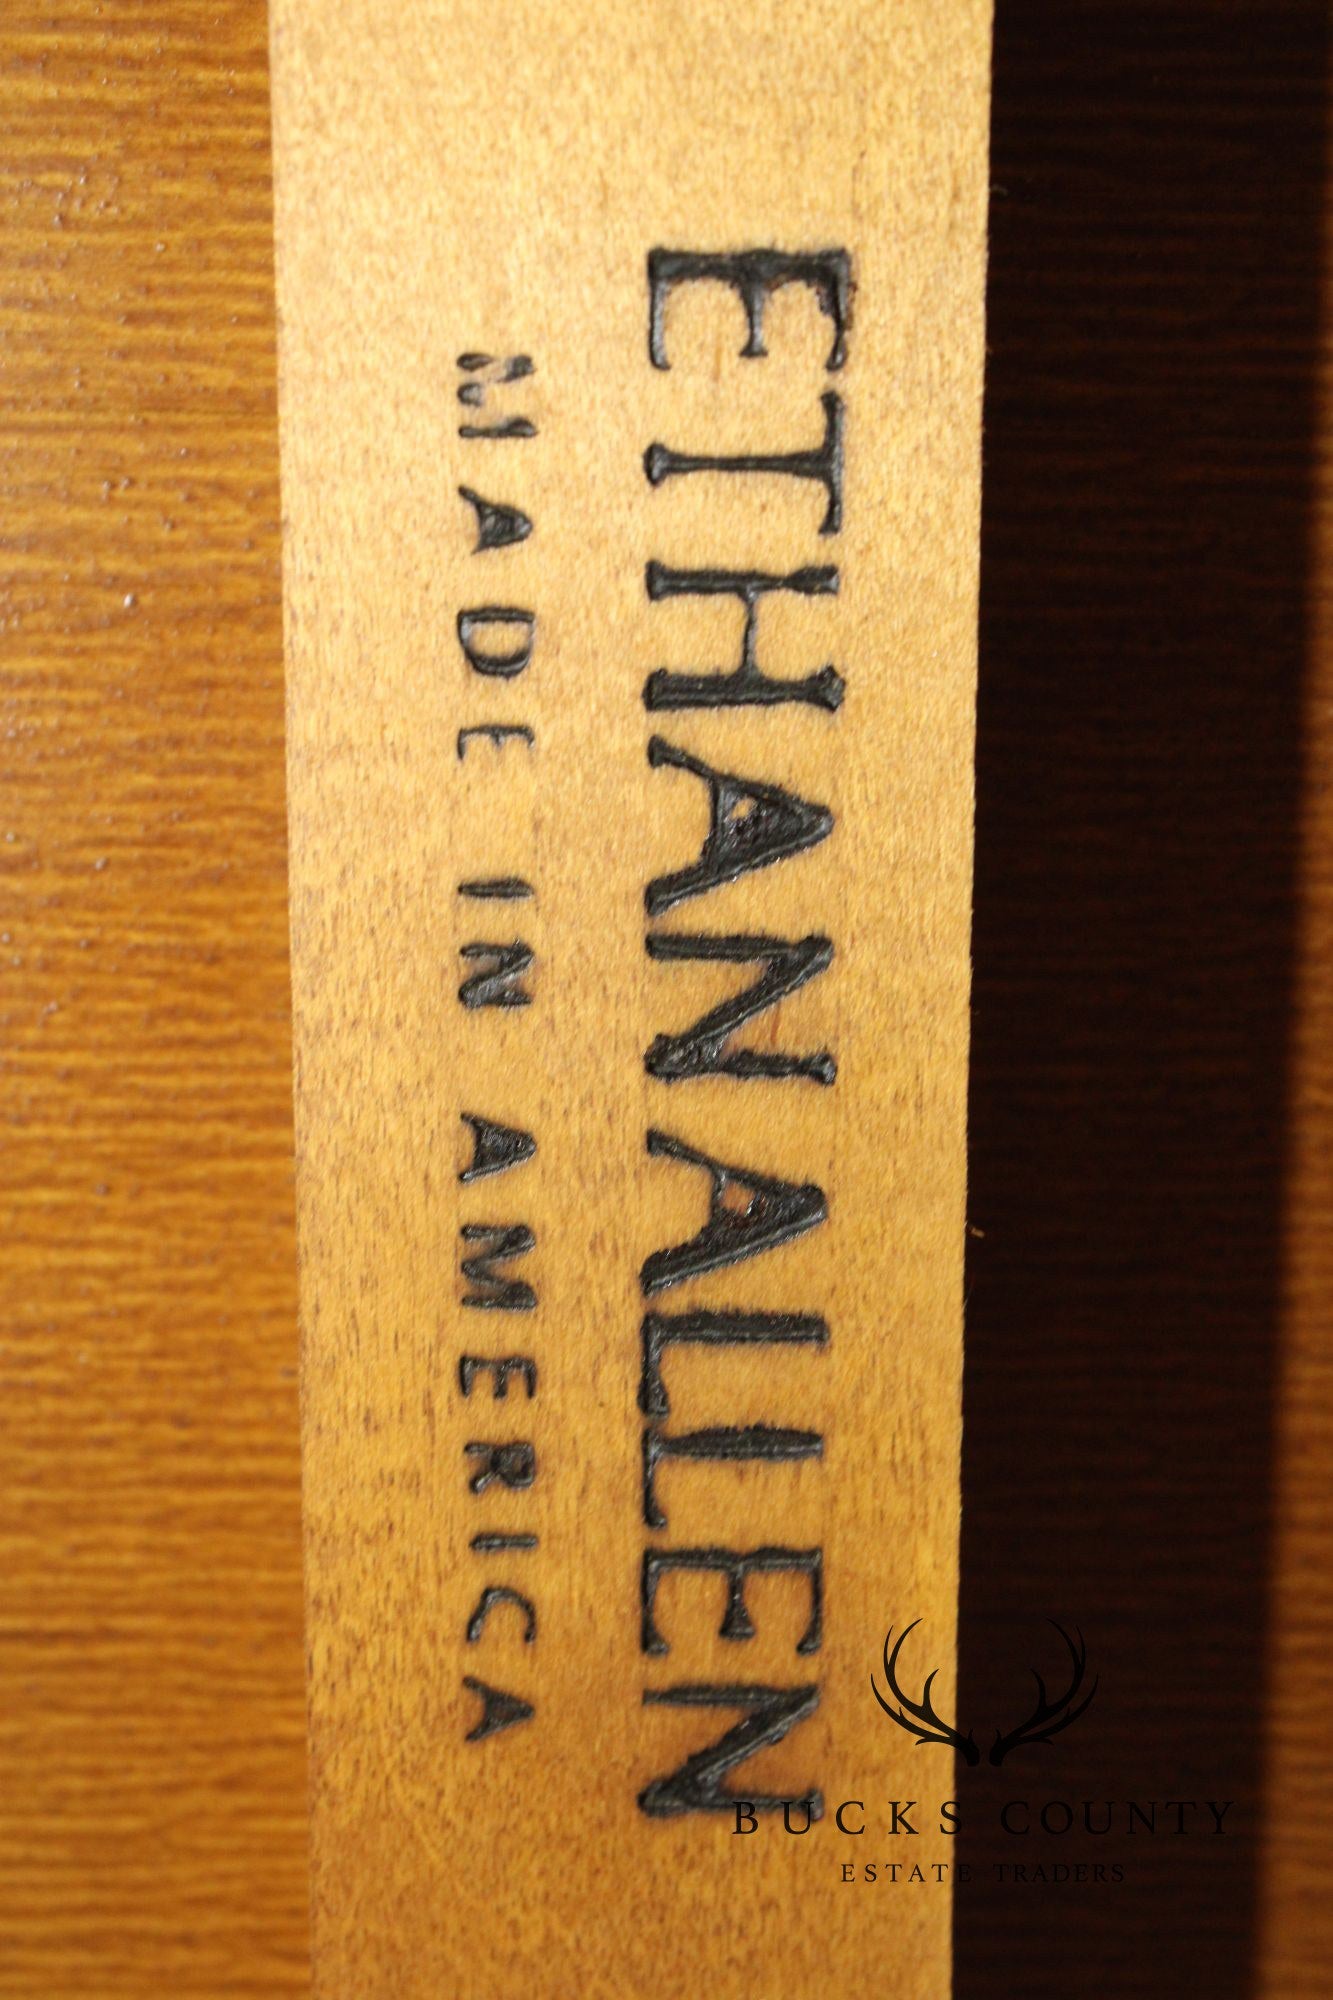 ETHAN ALLEN
MADE IN AMERICA
BUCKS COUNTY
ESTATE TRADERS